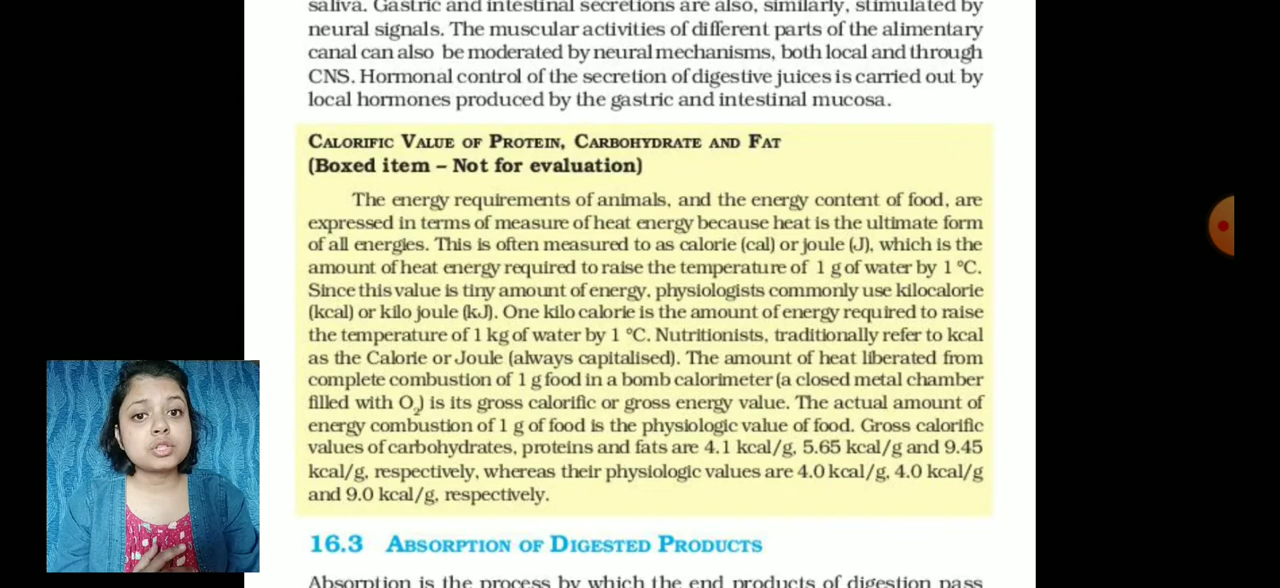 saliva. Gastric and intestinal secretions are also, similarly, stimulated by
neural signals. The muscular activities of different parts of the alimentary
canal can also be moderated by neural mechanisms, both local and through
CNS. Hormonal control of the secretion of digestive juices is carried out by
local hormones produced by the gastric and intestinal mucosa.
CALORIFIC VALUE OF PROTEIN, CARBOHYDRATE AND FAT
(Boxed item – Not for evaluation)
The energy requirements of animals, and the energy content of food, are
expressed in terms of measure of heat energy because heat is the ultimate form
of all energies. This is often measured to as calorie (cal) or joule (J), which is the
amount of heat energy required to raise the temperature of 1 g of water by 1 °C.
Since this value is tiny amount of energy, physiologists commonly use kilocalorie
(kcal) or kilo joule (kJ). One kilo calorie is the amount of energy required to raise
the temperature of 1 kg of water by 1 °C. Nutritionists, traditionally refer to kcal
as the Calorie or Joule (always capitalised). The amount of heat liberated from
complete combustion of 1 g food in a bomb calorimeter (a closed metal chamber
filled with O₂) is its gross calorific or gross energy value. The actual amount of
energy combustion of 1 g of food is the physiologic value of food. Gross calorific
values of carbohydrates, proteins and fats are 4.1 kcal/g, 5.65 kcal/g and 9.45
kcal/g, respectively, whereas their physiologic values are 4.0 kcal/g, 4.0 kcal/g
and 9.0 kcal/g, respectively.
16.3 ABSORPTION OF DIGESTED PRODUCTS
Absorption is the process by which the end products of digestion pass